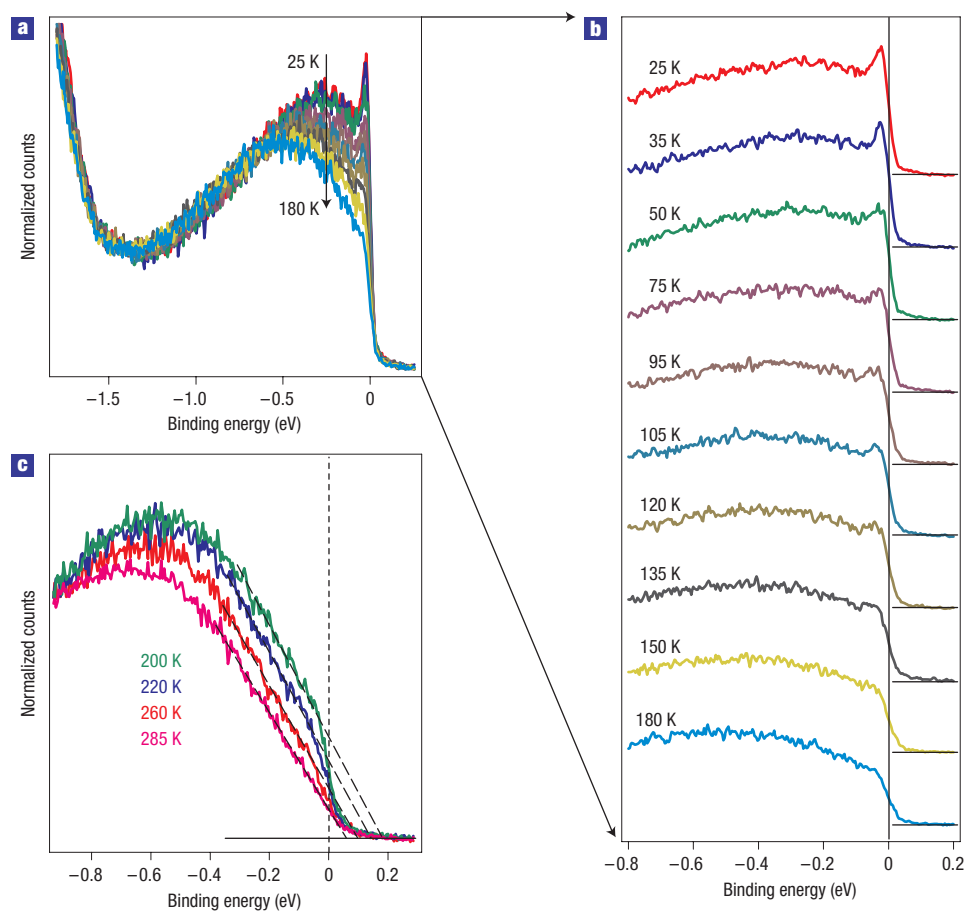 a
25 K
180 K
Normalized counts
−1.5
−1.0
−0.5
0
Binding energy (eV)
b
25 K
35 K
50 K
75 K
95 K
105 K
120 K
135 K
150 K
180 K
−0.8
−0.6
−0.4
−0.2
0
0.2
Binding energy (eV)
c
Normalized counts
200 K
220 K
260 K
285 K
−0.8
−0.6
−0.4
−0.2
0
0.2
Binding energy (eV)